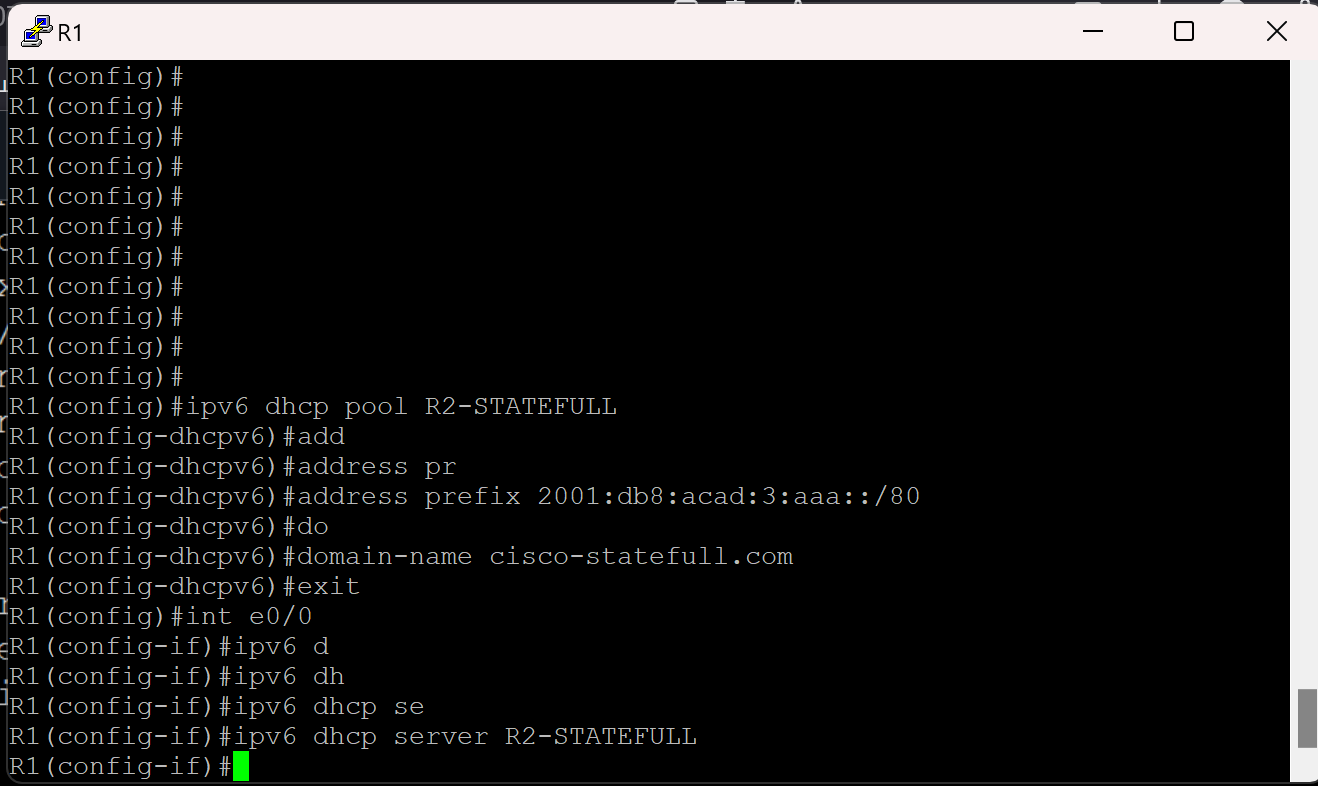 R1
R1(config)#
R1(config)#
R1(config)#
R1(config)#
R1(config)#
R1(config)#
R1(config)#
R1(config)#
R1(config)#
R1(config)#
R1(config)#
R1(config)#ipv6 dhcp pool R2-STATEFULL
R1(config-dhcpv6)#add
R1(config-dhcpv6)#address pr
R1(config-dhcpv6)#address prefix 2001:db8:acad:3:aaa::/80
R1(config-dhcpv6)#do
R1(config-dhcpv6)#domain-name cisco-statefull.com
R1(config-dhcpv6)#exit
R1(config)#int e0/0
R1(config-if)#ipv6 d
R1(config-if)#ipv6 dh
R1(config-if)#ipv6 dhcp se
R1(config-if)#ipv6 dhcp server R2-STATEFULL
R1(config-if)#